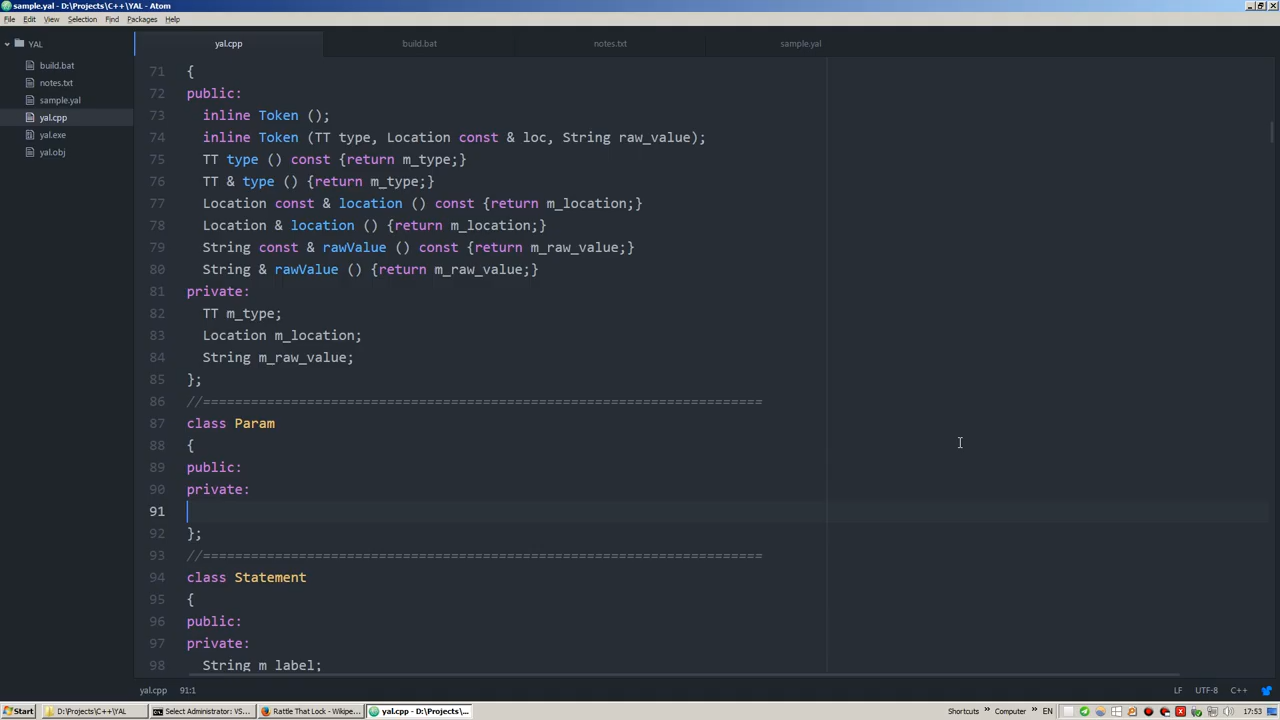 sample.yal - D:\Projects\C++\YAL - Atom
File Edit View Selection Find Packages Help
YAL
build.bat
notes.txt
sample.yal
yal.cpp
yal.exe
yal.obj
yal.cpp build.bat notes.txt sample.yal
71 {
72 public:
73 inline Token ();
74 inline Token (TT type, Location const & loc, String raw_value);
75 TT type () const {return m_type;}
76 TT & type () {return m_type;}
77 Location const & location () const {return m_location;}
78 Location & location () {return m_location;}
79 String const & rawValue () const {return m_raw_value;}
80 String & rawValue () {return m_raw_value;}
81 private:
82 TT m_type;
83 Location m_location;
84 String m_raw_value;
85 };
86 //======================================================================
87 class Param
88 {
89 public:
90 private:
91
92 };
93 //======================================================================
94 class Statement
95 {
96 public:
97 private:
98 String m_label;
yal.cpp 91:1 LF UTF-8 C++
Start D:\Projects\C++\YAL Select Administrator: VS... Rattle That Lock - Wikipe... yal.cpp - D:\Projects\... Shortcuts Computer EN 17:53